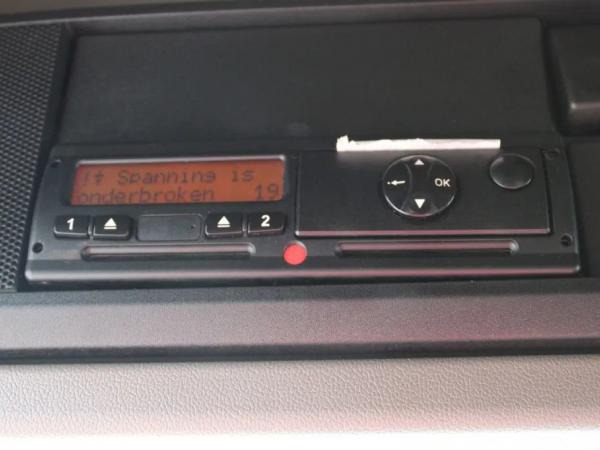 !÷ Spanning is
onderbroken 19
OK
1 2